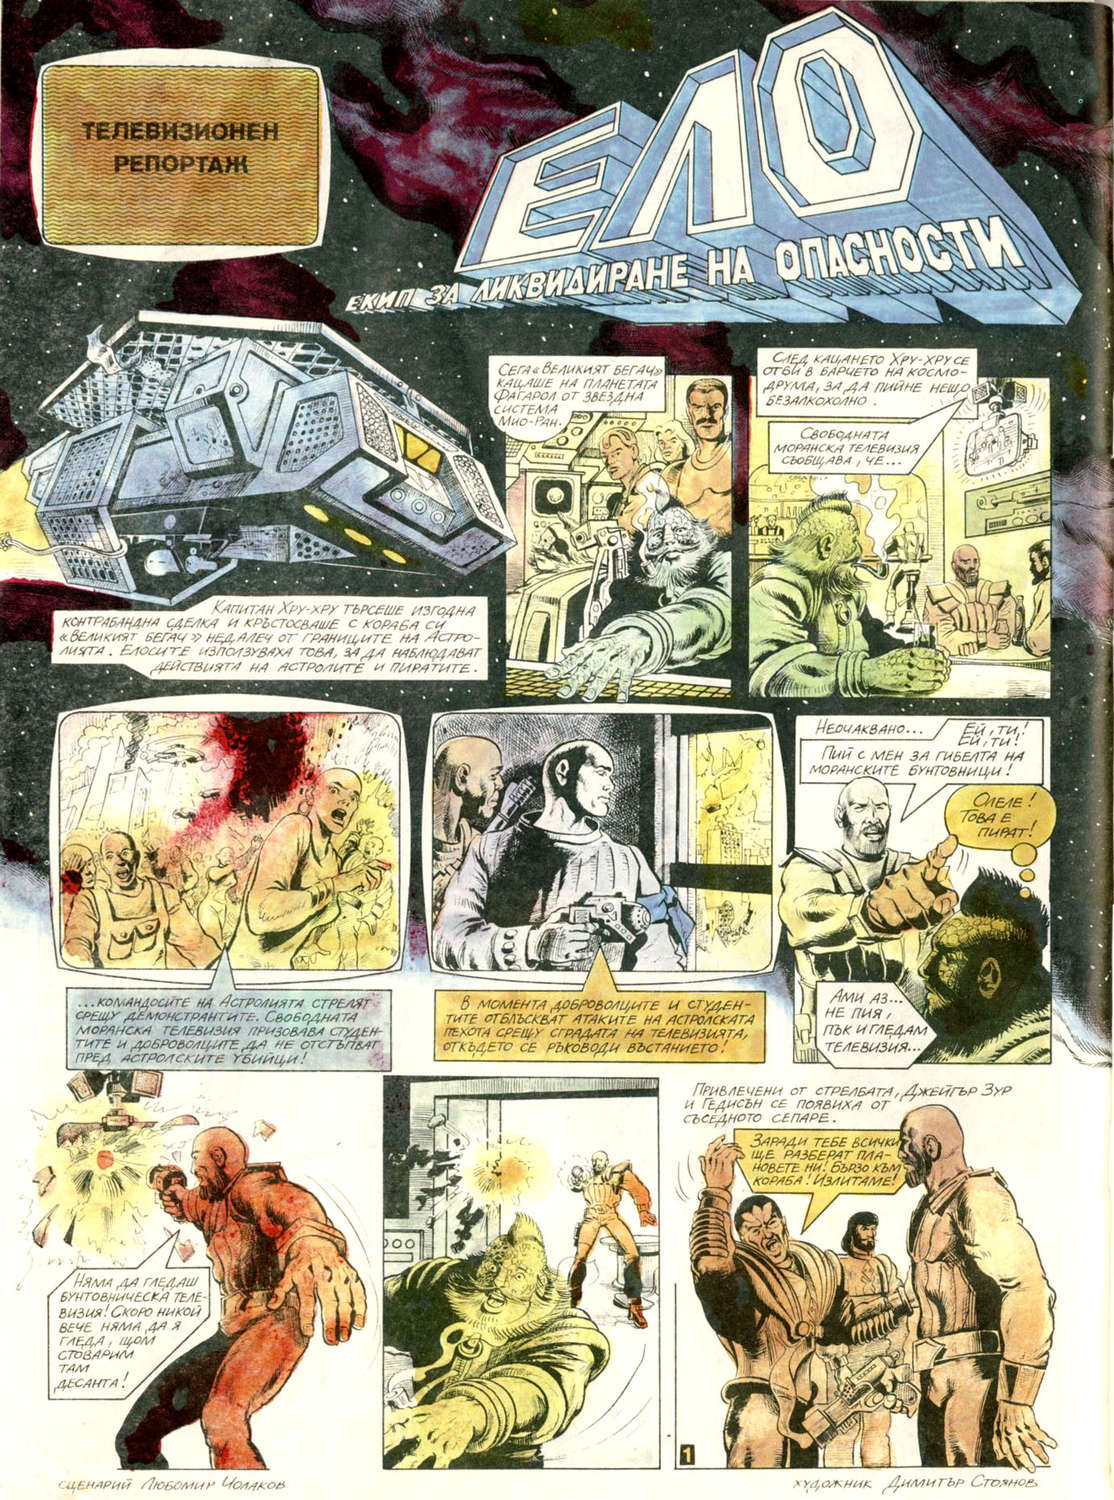 ТЕЛЕВИЗИОНЕН
РЕПОРТАЖ
ЕЛО
ЕКИП ЗА ЛИКВИДИРАНЕ НА ОПАСНОСТИ
КАПИТАН ХРУ-ХРУ ТЪРСЕШЕ ИЗГОДНА
КОНТРАБАНДНА СДЕЛКА И КРЪСТОСВАШЕ С КОРАБА СИ
«ВЕЛИКИЯТ БЕГАЧ» НЕДАЛЕЧ ОТ ГРАНИЦИТЕ НА АСТРО-
ЛИЯТА. ЕЛОСИТЕ ИЗПОЛЗУВАХА ТОВА, ЗА ДА НАБЛЮДАВАТ
ДЕЙСТВИЯТА НА АСТРОЛИТЕ И ПИРАТИТЕ.
СЕГА «ВЕЛИКИЯТ БЕГАЧ»
КАЦАШЕ НА ПЛАНЕТАТА
ФАГАРОЛ ОТ ЗВЕЗДНА
СИСТЕМА
МИО-РАН.
СЛЕД КАЦАНЕТО ХРУ-ХРУ СЕ
ОТБИ В БАРЧЕТО НА КОСМО-
ДРУМА, ЗА ДА ПИЙНЕ НЕЩО
БЕЗАЛКОХОЛНО.
СВОБОДНАТА
МОРАНСКА ТЕЛЕВИЗИЯ
СЪОБЩАВА, ЧЕ...
...КОМАНДОСИТЕ НА АСТРОЛИЯТА СТРЕЛЯТ
СРЕЩУ ДЕМОНСТРАНТИТЕ. СВОБОДНАТА
МОРАНСКА ТЕЛЕВИЗИЯ ПРИЗОВАВА СТУДЕН-
ТИТЕ И ДОБРОВОЛЦИТЕ ДА НЕ ОТСТЪПВАТ
ПРЕД АСТРОЛСКИТЕ УБИЙЦИ!
В МОМЕНТА ДОБРОВОЛЦИТЕ И СТУДЕН-
ТИТЕ ОТБЛЪСКВАТ АТАКИТЕ НА АСТРОЛСКАТА
ПЕХОТА СРЕЩУ СГРАДАТА НА ТЕЛЕВИЗИЯТА,
ОТКЪДЕТО СЕ РЪКОВОДИ ВЪСТАНИЕТО!
НЕОЧАКВАНО...
ЕЙ, ТИ!
ЕЙ, ТИ!
ПИЙ С МЕН ЗА ГИБЕЛТА НА
МОРАНСКИТЕ БУНТОВНИЦИ!
ОЛЕЛЕ!
ТОВА Е
ПИРАТ!
АМИ АЗ...
НЕ ПИЯ,
ПЪК И ГЛЕДАМ
ТЕЛЕВИЗИЯ...
НЯМА ДА ГЛЕДАШ
БУНТОВНИЧЕСКА ТЕЛЕ-
ВИЗИЯ! СКОРО НИКОЙ
ВЕЧЕ НЯМА ДА Я
ГЛЕДА, ЩОМ
СТОВАРИМ
ТАМ
ДЕСАНТА!
ПРИВЛЕЧЕНИ ОТ СТРЕЛБАТА, ДЖЕЙГЪР ЗУР
И ГЕДИСЪН СЕ ПОЯВИХА ОТ
СЪСЕДНОТО СЕПАРЕ.
ЗАРАДИ ТЕБЕ ВСИЧКИ
ЩЕ РАЗБЕРАТ ПЛА-
НОВЕТЕ НИ! БЪРЗО КЪМ
КОРАБА! ИЗЛИТАМЕ!
1
СЦЕНАРИЙ ЛЮБОМИР ЧОЛАКОВ
ХУДОЖНИК ДИМИТЪР СТОЯНОВ